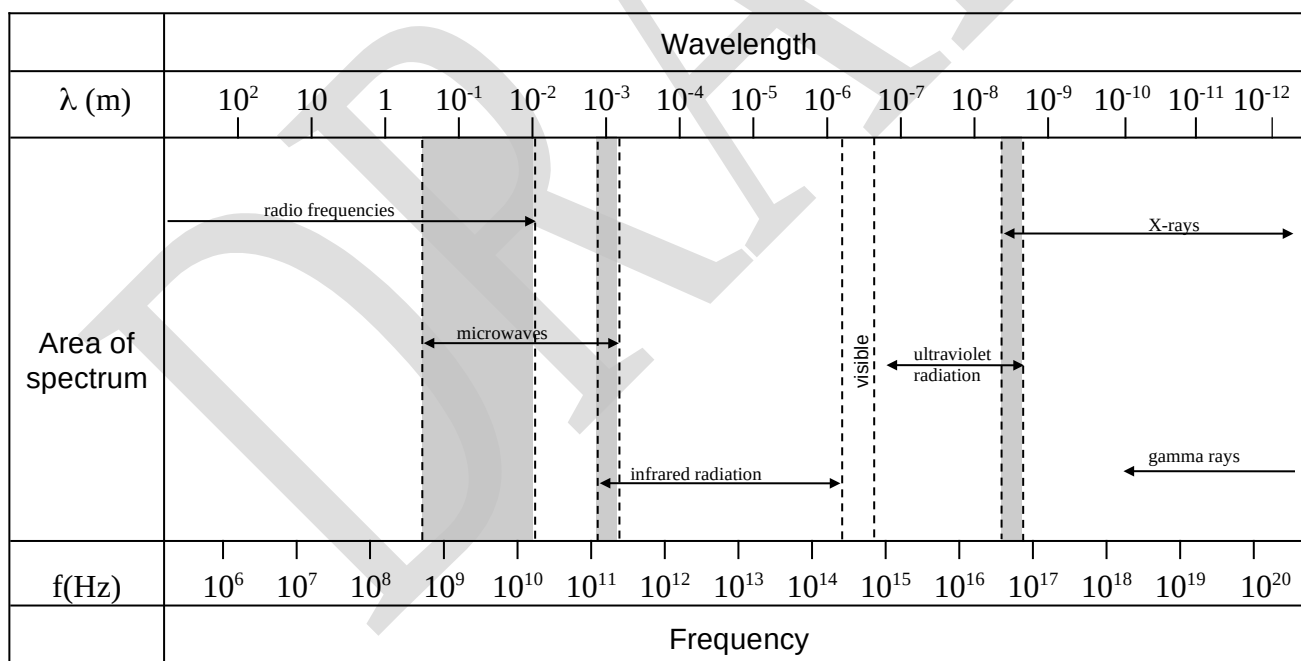 Wavelength
λ (m) 10² 10 1 10⁻¹ 10⁻² 10⁻³ 10⁻⁴ 10⁻⁵ 10⁻⁶ 10⁻⁷ 10⁻⁸ 10⁻⁹ 10⁻¹⁰ 10⁻¹¹ 10⁻¹²
radio frequencies
X-rays
microwaves
Area of
spectrum
visible
ultraviolet
radiation
infrared radiation
gamma rays
f(Hz) 10⁶ 10⁷ 10⁸ 10⁹ 10¹⁰ 10¹¹ 10¹² 10¹³ 10¹⁴ 10¹⁵ 10¹⁶ 10¹⁷ 10¹⁸ 10¹⁹ 10²⁰
Frequency